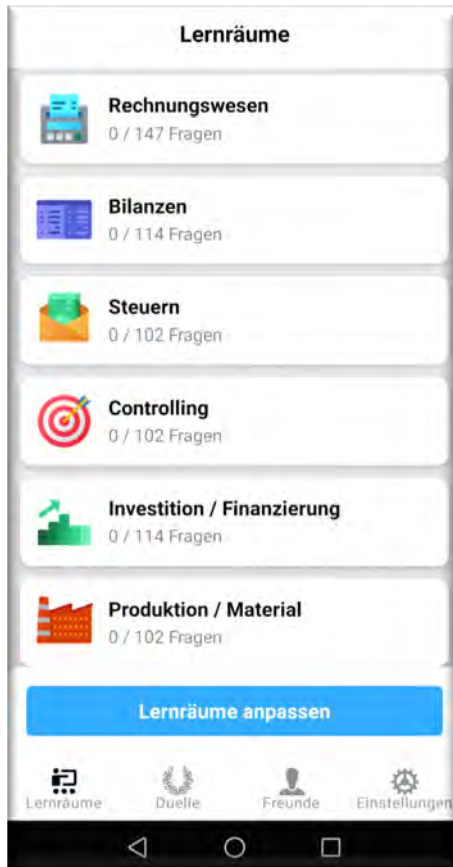 Lernräume
Rechnungswesen
0 / 147 Fragen
Bilanzen
0 / 114 Fragen
Steuern
0 / 102 Fragen
Controlling
0 / 102 Fragen
Investition / Finanzierung
0 / 114 Fragen
Produktion / Material
0 / 102 Fragen
Lernräume anpassen
Lernräume Duelle Freunde Einstellungen